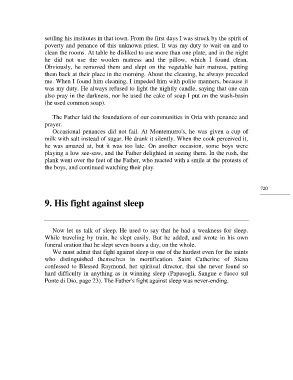 settling his institutes in that town. From the first days I was struck by the spirit of
poverty and penance of this unknown priest. It was my duty to wait on and to
clean the rooms. At table he disliked to use more than one plate, and in the night
he did not use the woolen matress and the pillow, which I found clean.
Obviously, he removed them and slept on the vegetable hair matress, putting
them back at their place in the morning. About the cleaning, he always preceded
me. When I found him cleaning, I impeded him with polite manners, because it
was my duty. He always refused to light the nightly candle, saying that one can
also pray in the darkness, nor he used the cake of soap I put on the wash-basin
(he used common soap).
The Father laid the foundations of our communities in Orla with penance and
prayer.
Occasional penances did not fail. At Montemurro's, he was given a cup of
milk with salt instead of sugar. He drank it silently. When the cook perceived it,
he was amazed at, but it was too late. On another occasion, some boys were
playing a low see-saw, and the Father delighted in seeing them. In the rush, the
plank went over the feet of the Father, who reacted with a smile at the protests of
the boys, and continued watching their play.
720
9. His fight against sleep
Now let us talk of sleep. He used to say that he had a weakness for sleep.
While traveling by train, he slept easily. But he added, and wrote in his own
funeral oration that he slept seven hours a day, on the whole.
We must admit that fight against sleep is one of the hardest even for the saints
who distinguished themselves in mortification. Saint Catherine of Siena
confessed to Blessed Raymond, her spiritual director, that she never found so
hard difficulty in anything as in winning sleep (Papasogli, Sangue e fuoco sul
Ponte di Dio, page 23). The Father's fight against sleep was never-ending.